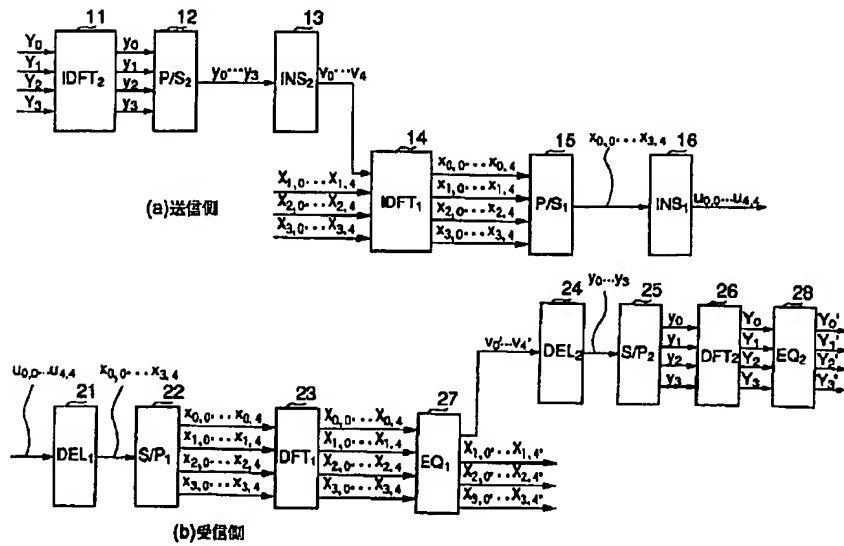 11 12 13
Y₀ y₀
Y₁ y₁
Y₂ y₂
Y₃ y₃
IDFT₂
P/S₂
y₀···y₃
INS₂
v₀···v₄
14 15 16
X₁,₀···X₁,₄
X₂,₀···X₂,₄
X₃,₀···X₃,₄
IDFT₁
x₀,₀···x₀,₄
x₁,₀···x₁,₄
x₂,₀···x₂,₄
x₃,₀···x₃,₄
P/S₁
x₀,₀···x₃,₄
INS₁
u₀,₀···u₄,₄
(a)送信側
21 22 23 27
u₀,₀···u₄,₄
DEL₁
x₀,₀···x₃,₄
S/P₁
x₀,₀···x₀,₄
x₁,₀···x₁,₄
x₂,₀···x₂,₄
x₃,₀···x₃,₄
DFT₁
X₀,₀···X₀,₄
X₁,₀···X₁,₄
X₂,₀···X₂,₄
X₃,₀···X₃,₄
EQ₁
X₁,₀'···X₁,₄'
X₂,₀'···X₂,₄'
X₃,₀'···X₃,₄'
v₀'···v₄'
24 25 26 28
DEL₂
y₀···y₃
S/P₂
y₀
y₁
y₂
y₃
DFT₂
Y₀
Y₁
Y₂
Y₃
EQ₂
Y₀'
Y₁'
Y₂'
Y₃'
(b)受信側